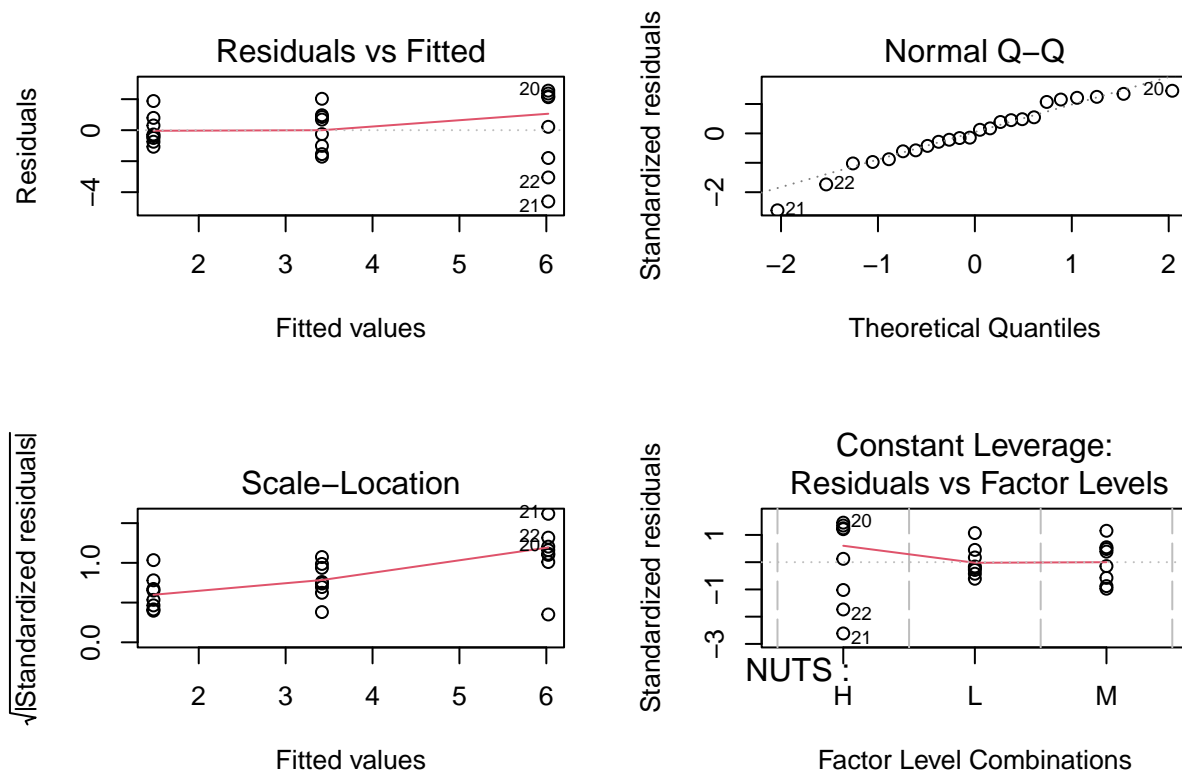 Residuals vs Fitted
Residuals
0
−4
20
22
21
2
3
4
5
6
Fitted values
Normal Q−Q
Standardized residuals
0
−2
20
22
21
−2
−1
0
1
2
Theoretical Quantiles
Scale−Location
√|Standardized residuals|
1.0
0.0
21
22
20
2
3
4
5
6
Fitted values
Constant Leverage:
Residuals vs Factor Levels
Standardized residuals
1
−1
−3
20
22
21
NUTS :
H
L
M
Factor Level Combinations